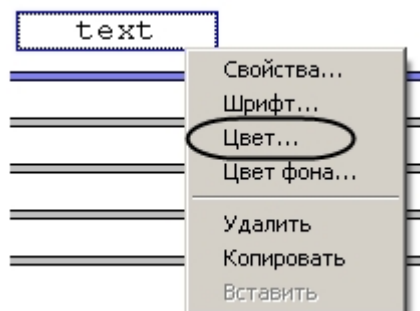 text
Свойства...
Шрифт...
Цвет...
Цвет фона...
Удалить
Копировать
Вставить